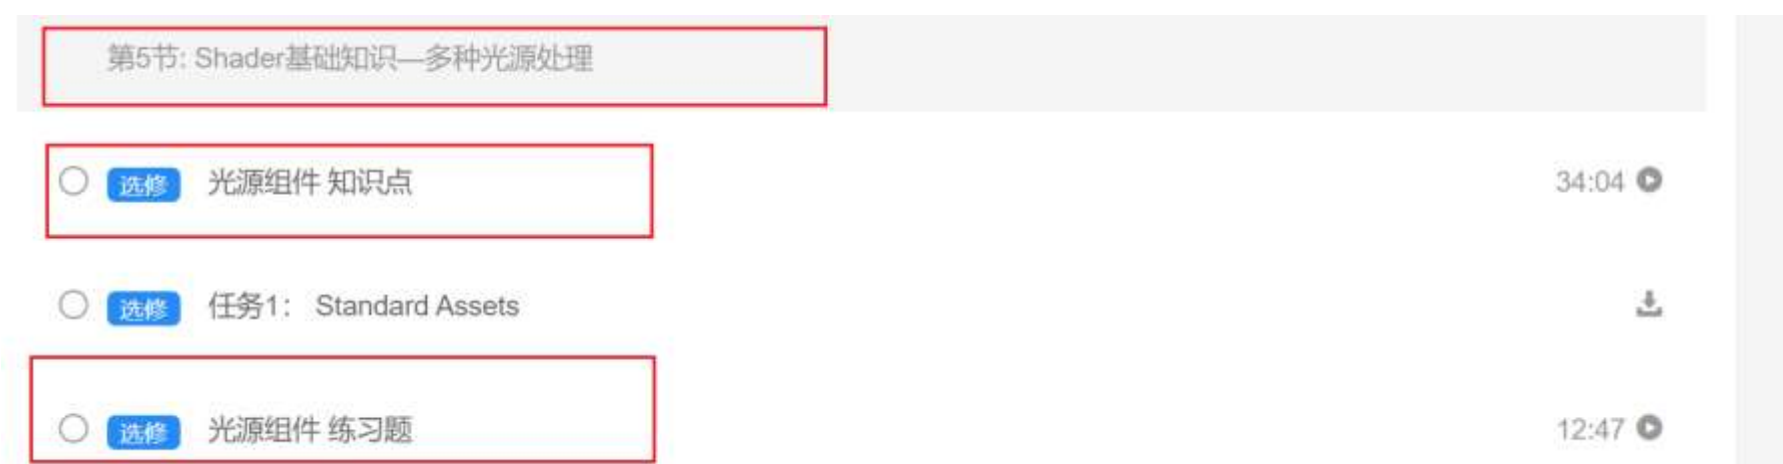 第5节: Shader基础知识—多种光源处理
选修 光源组件 知识点 34:04
选修 任务1： Standard Assets
选修 光源组件 练习题 12:47